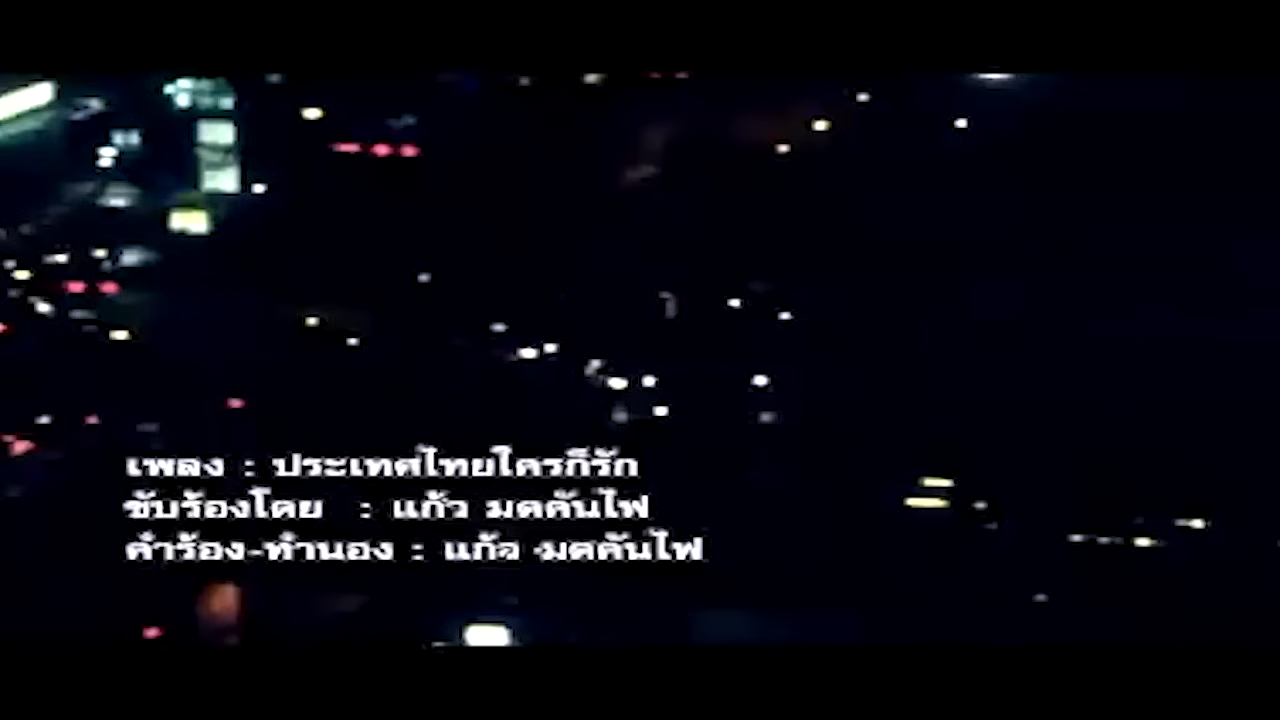 เพลง : ประเทศไทยใครก็รัก
ขับร้องโดย : แก้ว มดคันไฟ
คำร้อง-ทำนอง : แก้ว มดคันไฟ